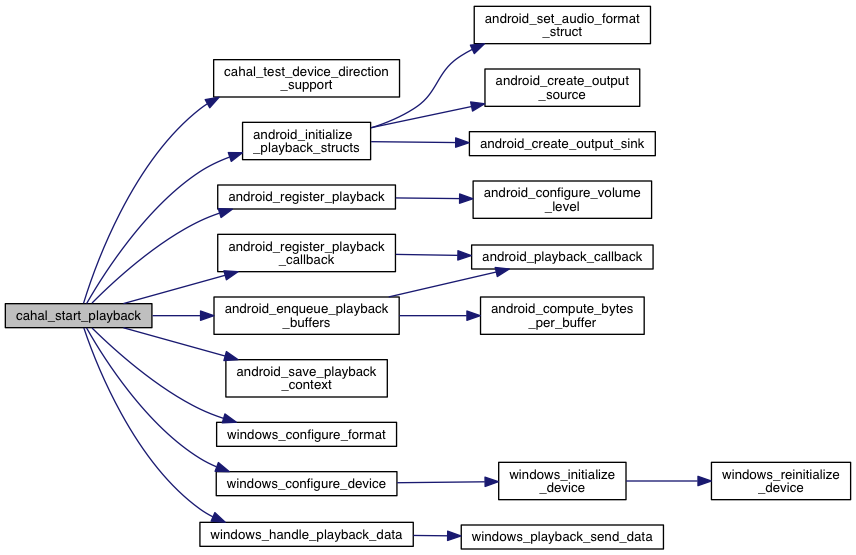 android_set_audio_format
_struct
cahal_test_device_direction
_support
android_create_output
_source
android_initialize
_playback_structs
android_create_output_sink
android_register_playback
android_configure_volume
_level
android_register_playback
_callback
android_playback_callback
cahal_start_playback
android_enqueue_playback
_buffers
android_compute_bytes
_per_buffer
android_save_playback
_context
windows_configure_format
windows_configure_device
windows_initialize
_device
windows_reinitialize
_device
windows_handle_playback_data
windows_playback_send_data